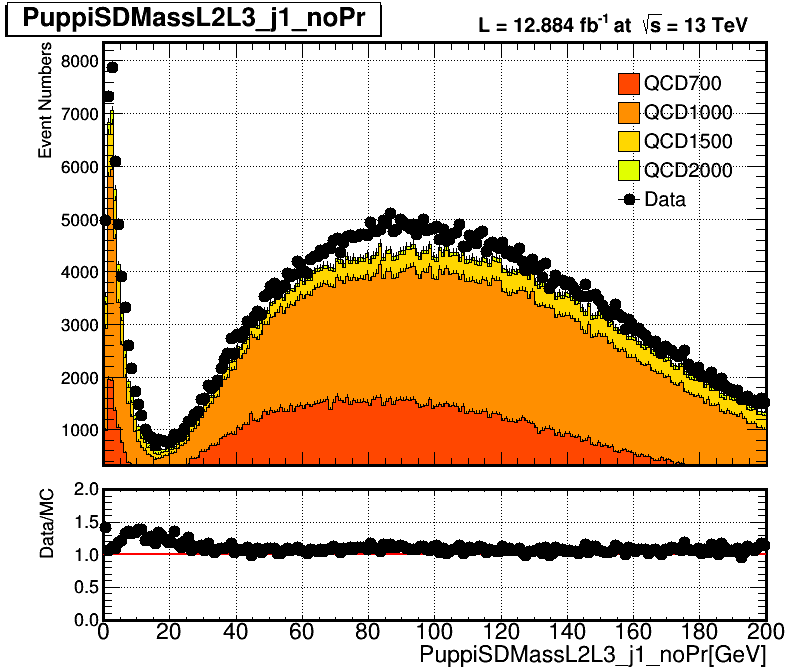 PuppiSDMassL2L3_j1_noPr
L = 12.884 fb⁻¹ at √s = 13 TeV
Event Numbers
8000
7000
6000
5000
4000
3000
2000
1000
QCD700
QCD1000
QCD1500
QCD2000
Data
Data/MC
2.0
1.5
1.0
0.5
0.0
0 20 40 60 80 100 120 140 160 180 200
PuppiSDMassL2L3_j1_noPr[GeV]